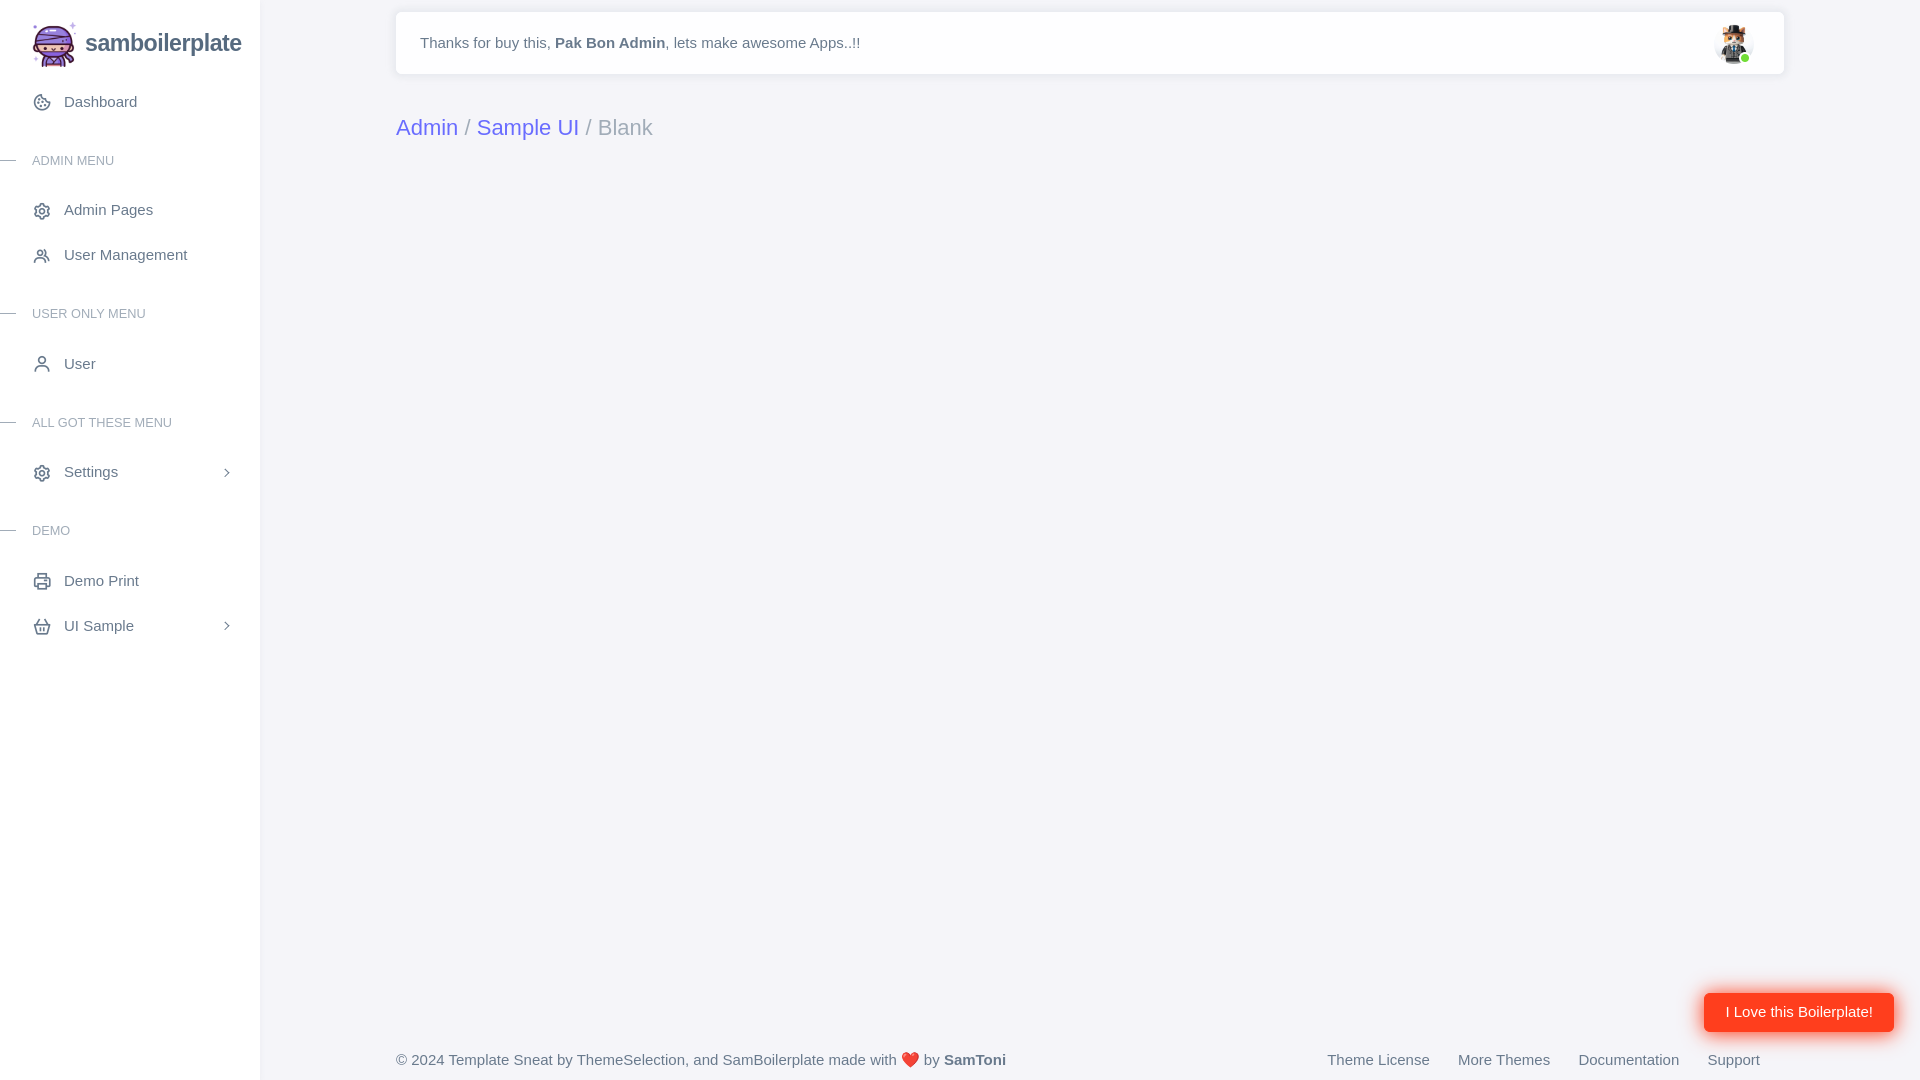 samboilerplate
Thanks for buy this, Pak Bon Admin, lets make awesome Apps..!!
Dashboard
Admin / Sample UI / Blank
ADMIN MENU
Admin Pages
User Management
USER ONLY MENU
User
ALL GOT THESE MENU
Settings
DEMO
Demo Print
UI Sample
I Love this Boilerplate!
© 2024 Template Sneat by ThemeSelection, and SamBoilerplate made with ❤️ by SamToni
Theme License More Themes Documentation Support